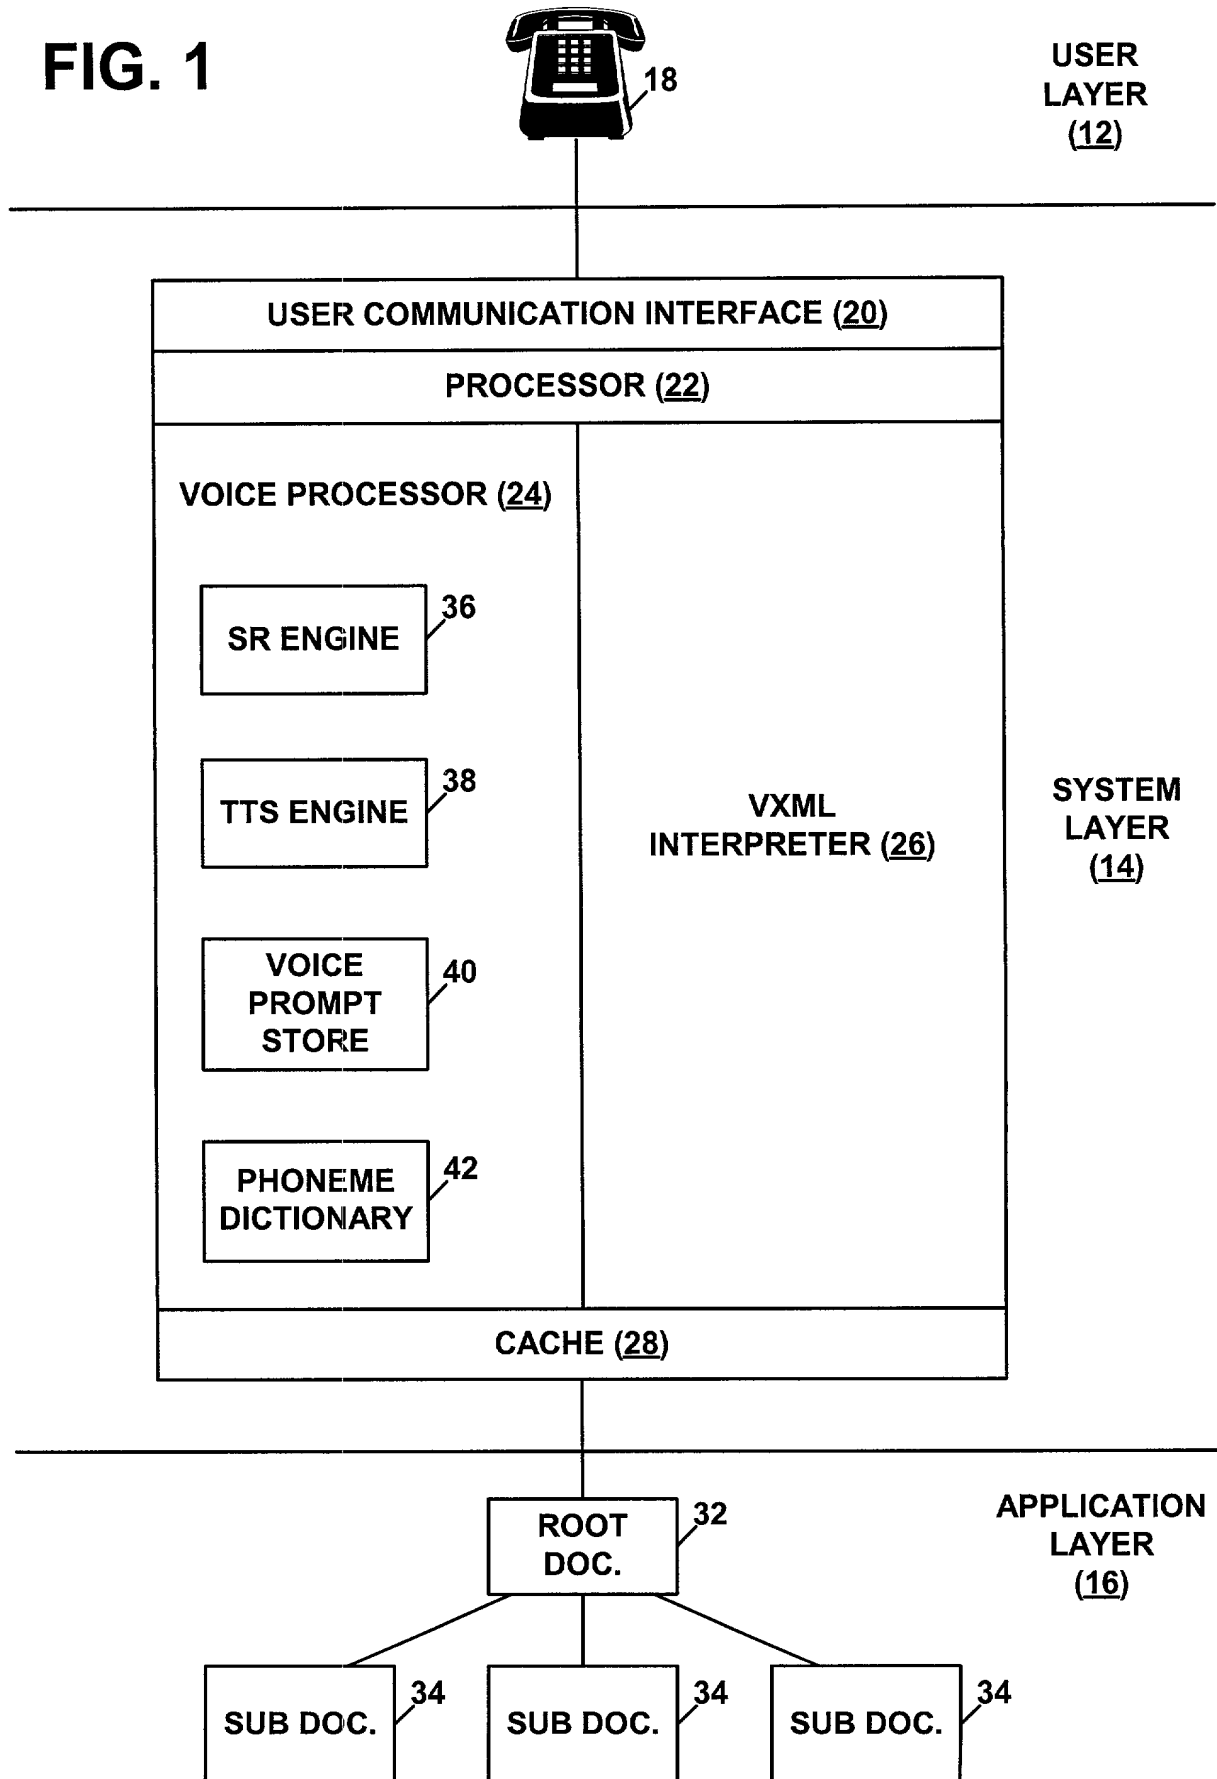 FIG. 1
18
USER
LAYER
(12)
USER COMMUNICATION INTERFACE (20)
PROCESSOR (22)
VOICE PROCESSOR (24)
SR ENGINE
36
TTS ENGINE
38
VOICE
PROMPT
STORE
40
PHONEME
DICTIONARY
42
VXML
INTERPRETER (26)
SYSTEM
LAYER
(14)
CACHE (28)
ROOT
DOC.
32
APPLICATION
LAYER
(16)
SUB DOC.
34
SUB DOC.
34
SUB DOC.
34